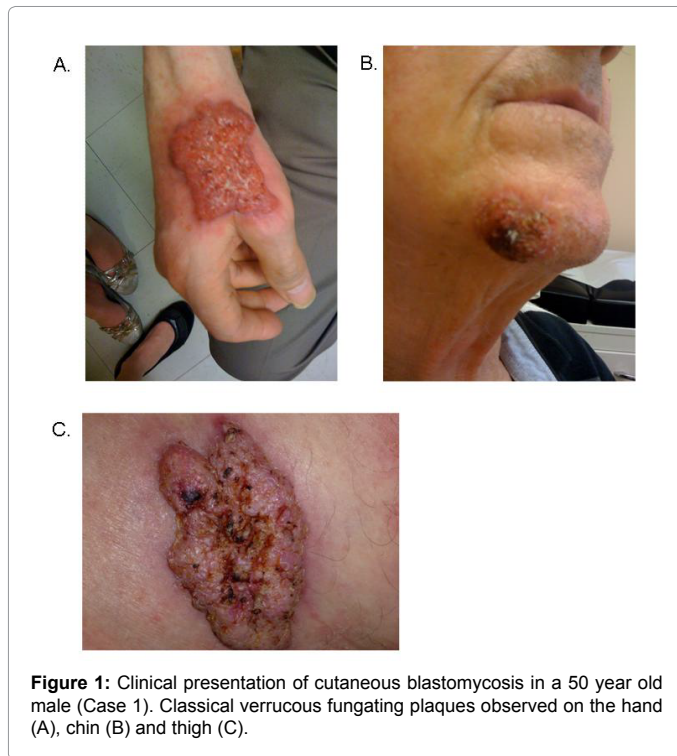 A.
B.
C.
Figure 1: Clinical presentation of cutaneous blastomycosis in a 50 year old
male (Case 1). Classical verrucous fungating plaques observed on the hand
(A), chin (B) and thigh (C).